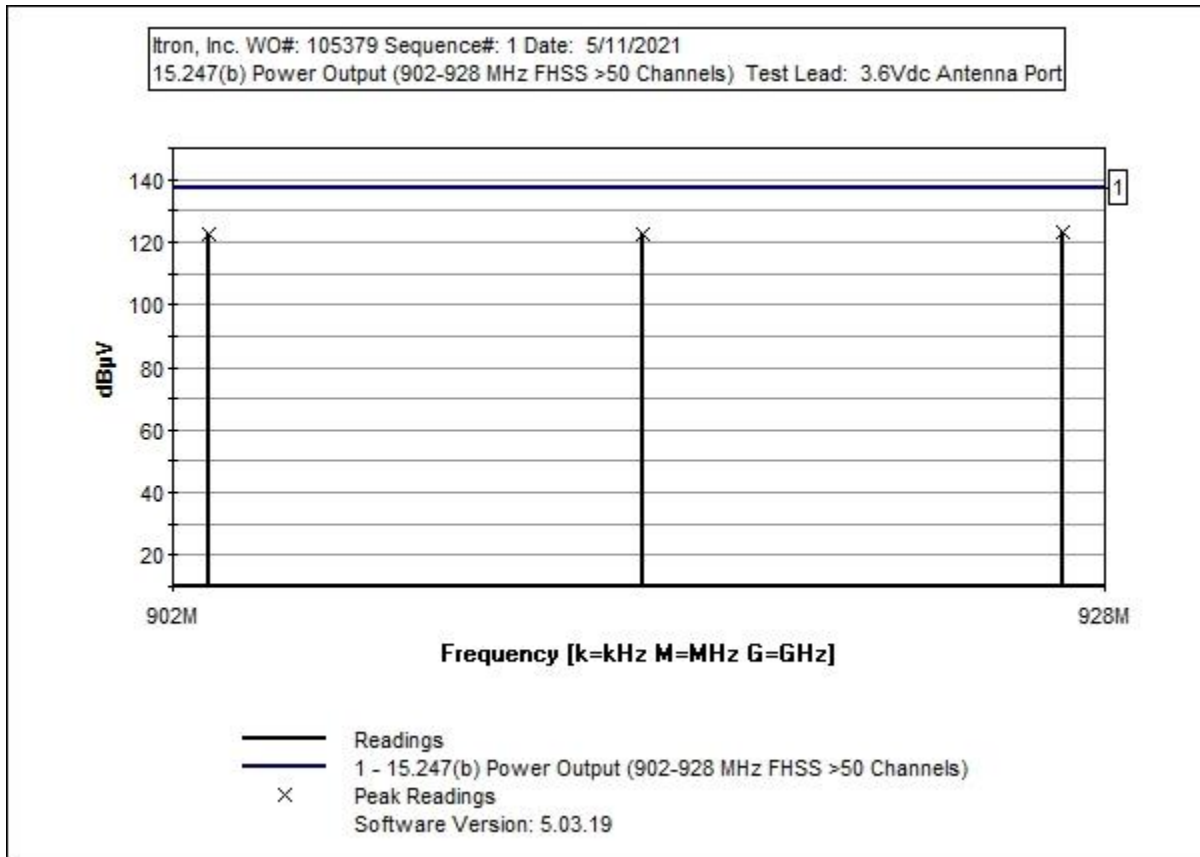 Itron, Inc. WO#: 105379 Sequence#: 1 Date: 5/11/2021
15.247(b) Power Output (902-928 MHz FHSS >50 Channels) Test Lead: 3.6Vdc Antenna Port
140
1
120
100
80
60
40
20
dBµV
902M
928M
Frequency [k=kHz M=MHz G=GHz]
Readings
1 - 15.247(b) Power Output (902-928 MHz FHSS >50 Channels)
Peak Readings
Software Version: 5.03.19